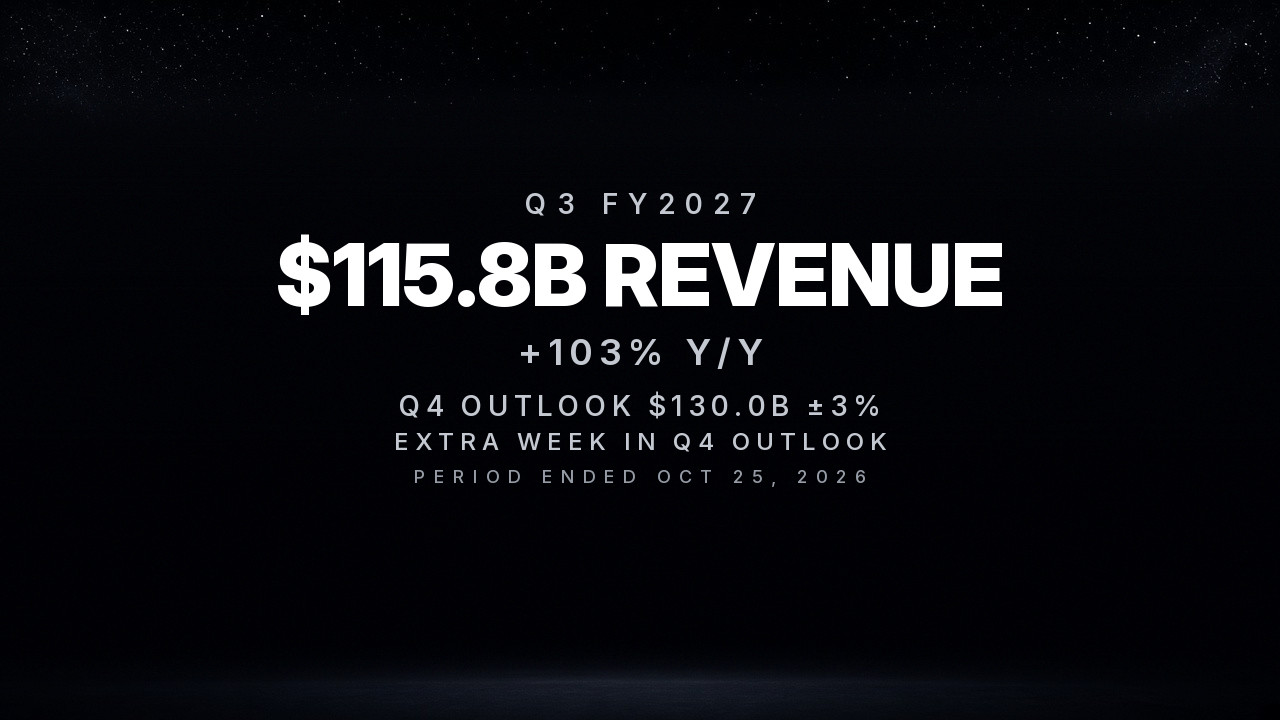 Q3 FY2027
$115.8B REVENUE
+103% Y/Y
Q4 OUTLOOK $130.0B ±3%
EXTRA WEEK IN Q4 OUTLOOK
PERIOD ENDED OCT 25, 2026